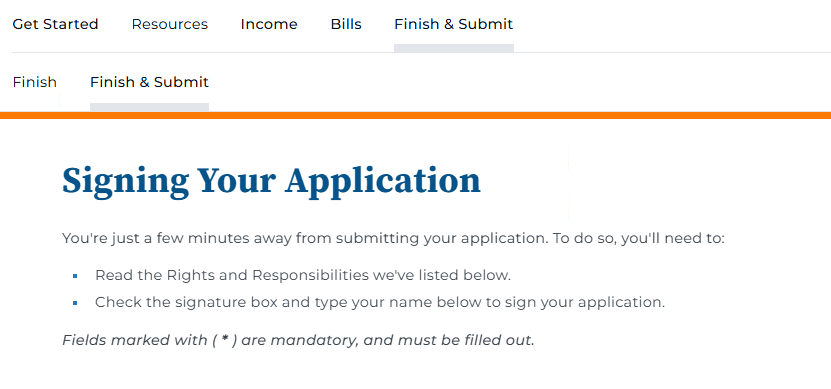 Get Started Resources Income Bills Finish & Submit
Finish Finish & Submit
Signing Your Application
You're just a few minutes away from submitting your application. To do so, you'll need to:
Read the Rights and Responsibilities we've listed below.
Check the signature box and type your name below to sign your application.
Fields marked with ( * ) are mandatory, and must be filled out.